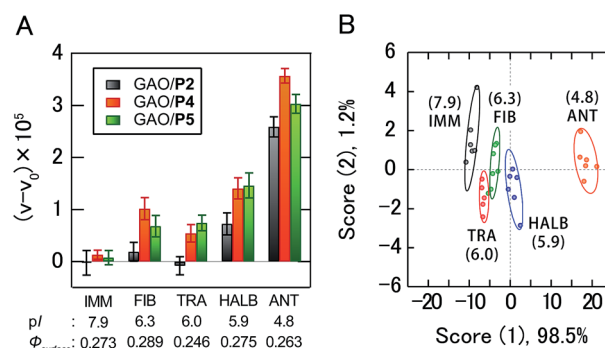 A
(v−v0) × 10^5
4
3
2
1
0
GAO/P2
GAO/P4
GAO/P5
IMM FIB TRA HALB ANT
pI : 7.9 6.3 6.0 5.9 4.8
: 0.273 0.289 0.246 0.275 0.263
B
Score (2), 1.2%
6
4
2
0
−2
−4
−6
(7.9)
IMM
(6.3)
FIB
(4.8)
ANT
TRA
(6.0)
HALB
(5.9)
−20 −10 0 10 20
Score (1), 98.5%